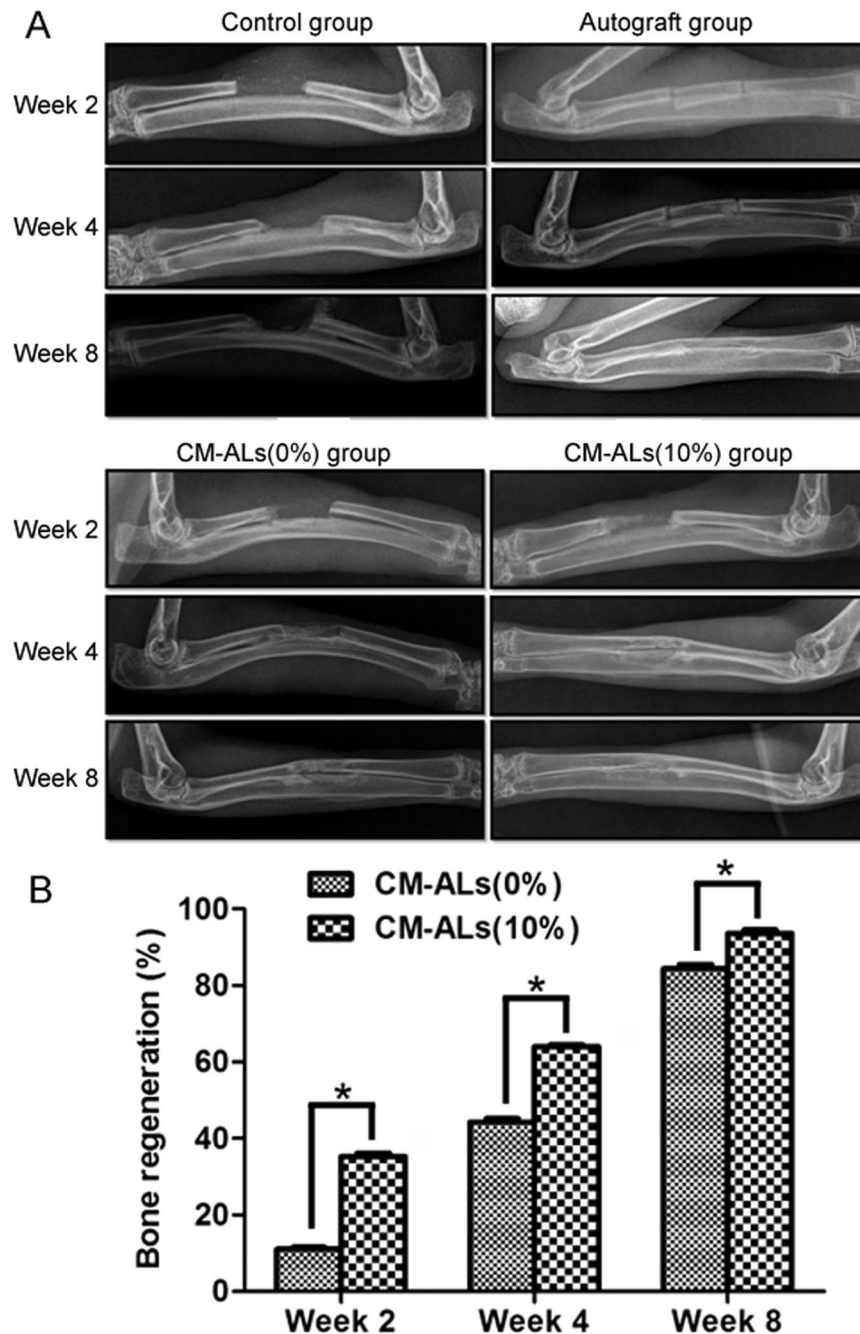 A
Control group Autograft group
Week 2
Week 4
Week 8
CM-ALs(0%) group CM-ALs(10%) group
Week 2
Week 4
Week 8
B
CM-ALs(0%)
CM-ALs(10%)
Bone regeneration (%)
100
80
60
40
20
0
*
*
*
Week 2 Week 4 Week 8